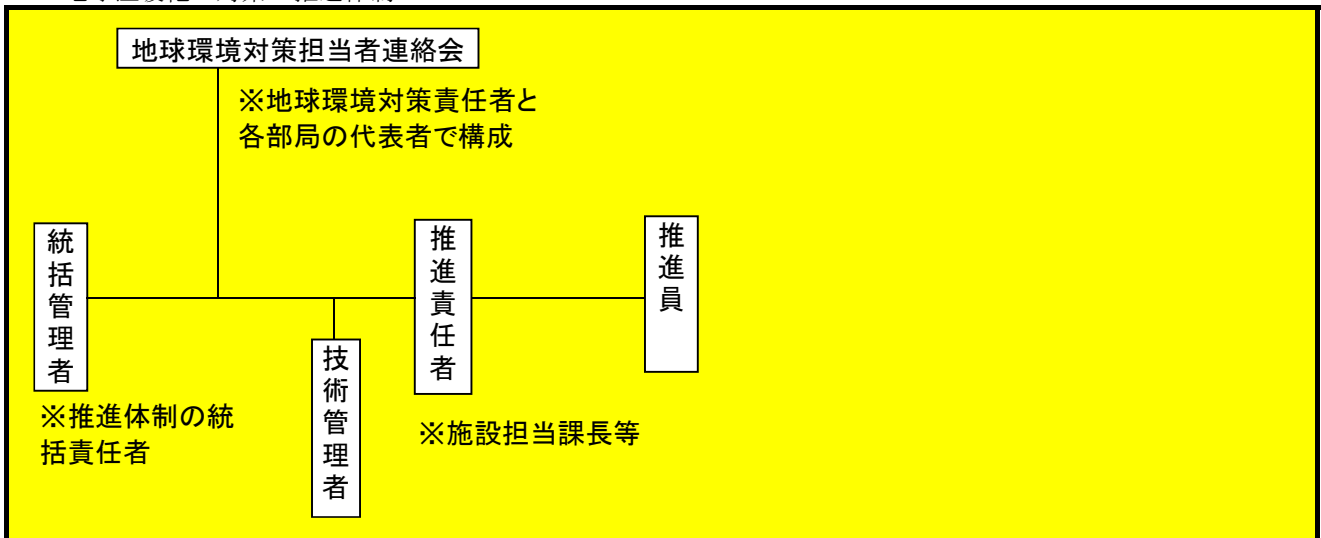 地球環境対策担当者連絡会
※地球環境対策責任者と
各部局の代表者で構成
統括管理者
※推進体制の統
括責任者
技術管理者
推進責任者
※施設担当課長等
推進員